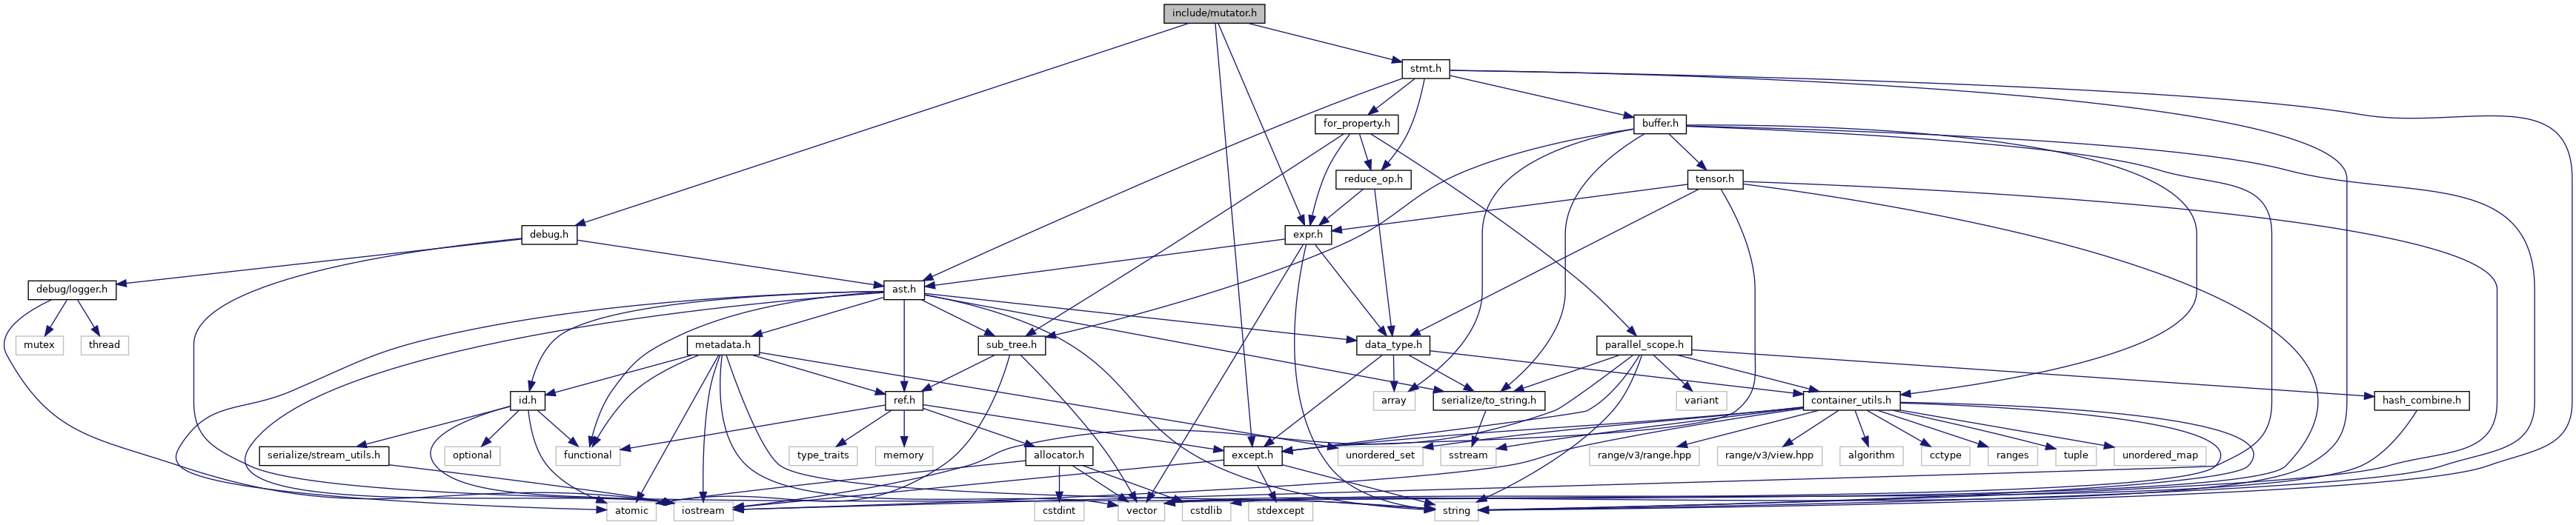 include/mutator.h
stmt.h
for_property.h
buffer.h
reduce_op.h
tensor.h
debug.h
expr.h
debug/logger.h
ast.h
mutex
thread
metadata.h
sub_tree.h
data_type.h
parallel_scope.h
id.h
ref.h
array
serialize/to_string.h
variant
container_utils.h
hash_combine.h
serialize/stream_utils.h
optional
functional
type_traits
memory
allocator.h
except.h
unordered_set
sstream
range/v3/range.hpp
range/v3/view.hpp
algorithm
cctype
ranges
tuple
unordered_map
atomic
iostream
cstdint
vector
cstdlib
stdexcept
string